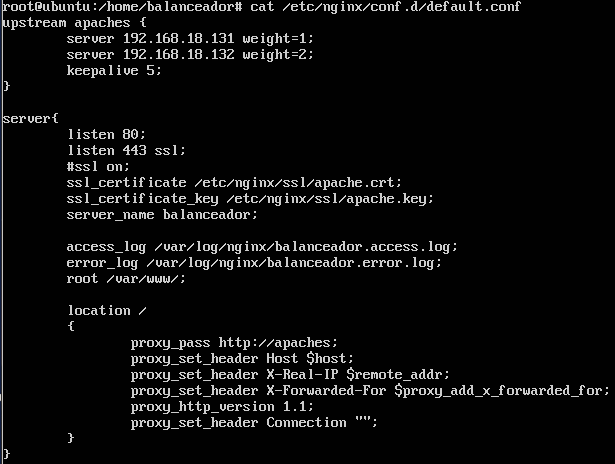 root@ubuntu:/home/balanceador# cat /etc/nginx/conf.d/default.conf
upstream apaches {
        server 192.168.18.131 weight=1;
        server 192.168.18.132 weight=2;
        keepalive 5;
}

server{
        listen 80;
        listen 443 ssl;
        #ssl on;
        ssl_certificate /etc/nginx/ssl/apache.crt;
        ssl_certificate_key /etc/nginx/ssl/apache.key;
        server_name balanceador;

        access_log /var/log/nginx/balanceador.access.log;
        error_log /var/log/nginx/balanceador.error.log;
        root /var/www/;

        location /
        {
                proxy_pass http://apaches;
                proxy_set_header Host $host;
                proxy_set_header X-Real-IP $remote_addr;
                proxy_set_header X-Forwarded-For $proxy_add_x_forwarded_for;
                proxy_http_version 1.1;
                proxy_set_header Connection "";
        }
}